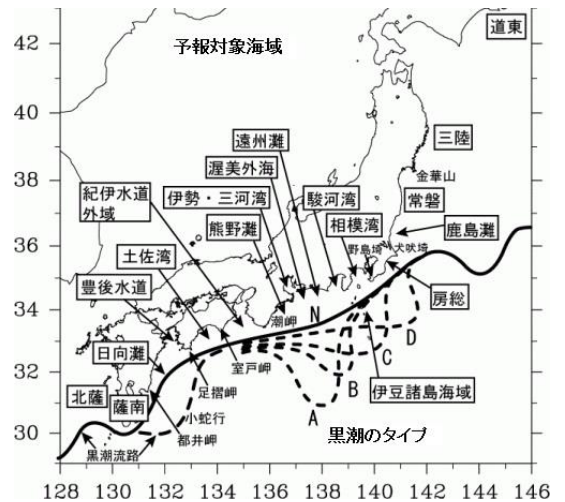 42
40
38
36
34
32
30
128 130 132 134 136 138 140 142 144 146
予報対象海域
道東
三陸
金華山
常磐
鹿島灘
犬吠埼
野島埼
房総
遠州灘
渥美外海
伊勢・三河湾
駿河湾
相模湾
熊野灘
紀伊水道
外域
土佐湾
豊後水道
日向灘
北薩
薩南
潮岬
室戸岬
足摺岬
小蛇行
都井岬
黒潮流路
N
A
B
C
D
伊豆諸島海域
黒潮のタイプ